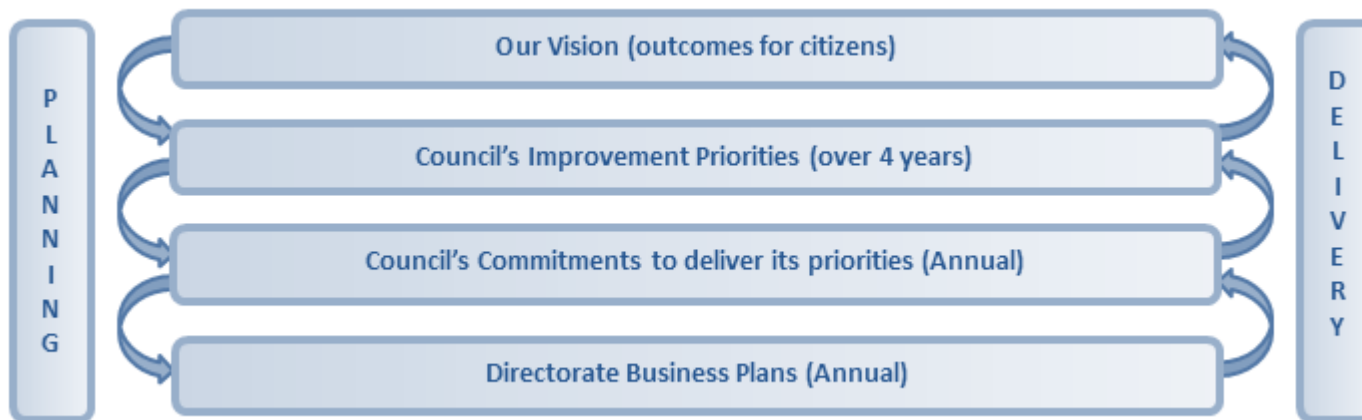 PLANNING
Our Vision (outcomes for citizens)
Council’s Improvement Priorities (over 4 years)
Council’s Commitments to deliver its priorities (Annual)
Directorate Business Plans (Annual)
DELIVERY